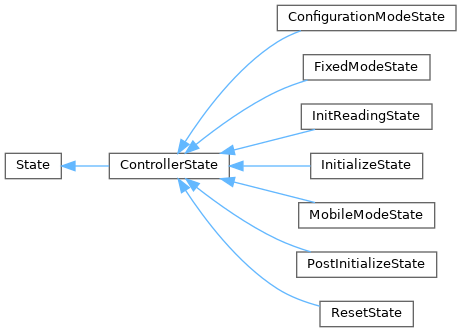 ConfigurationModeState
FixedModeState
InitReadingState
State
ControllerState
InitializeState
MobileModeState
PostInitializeState
ResetState